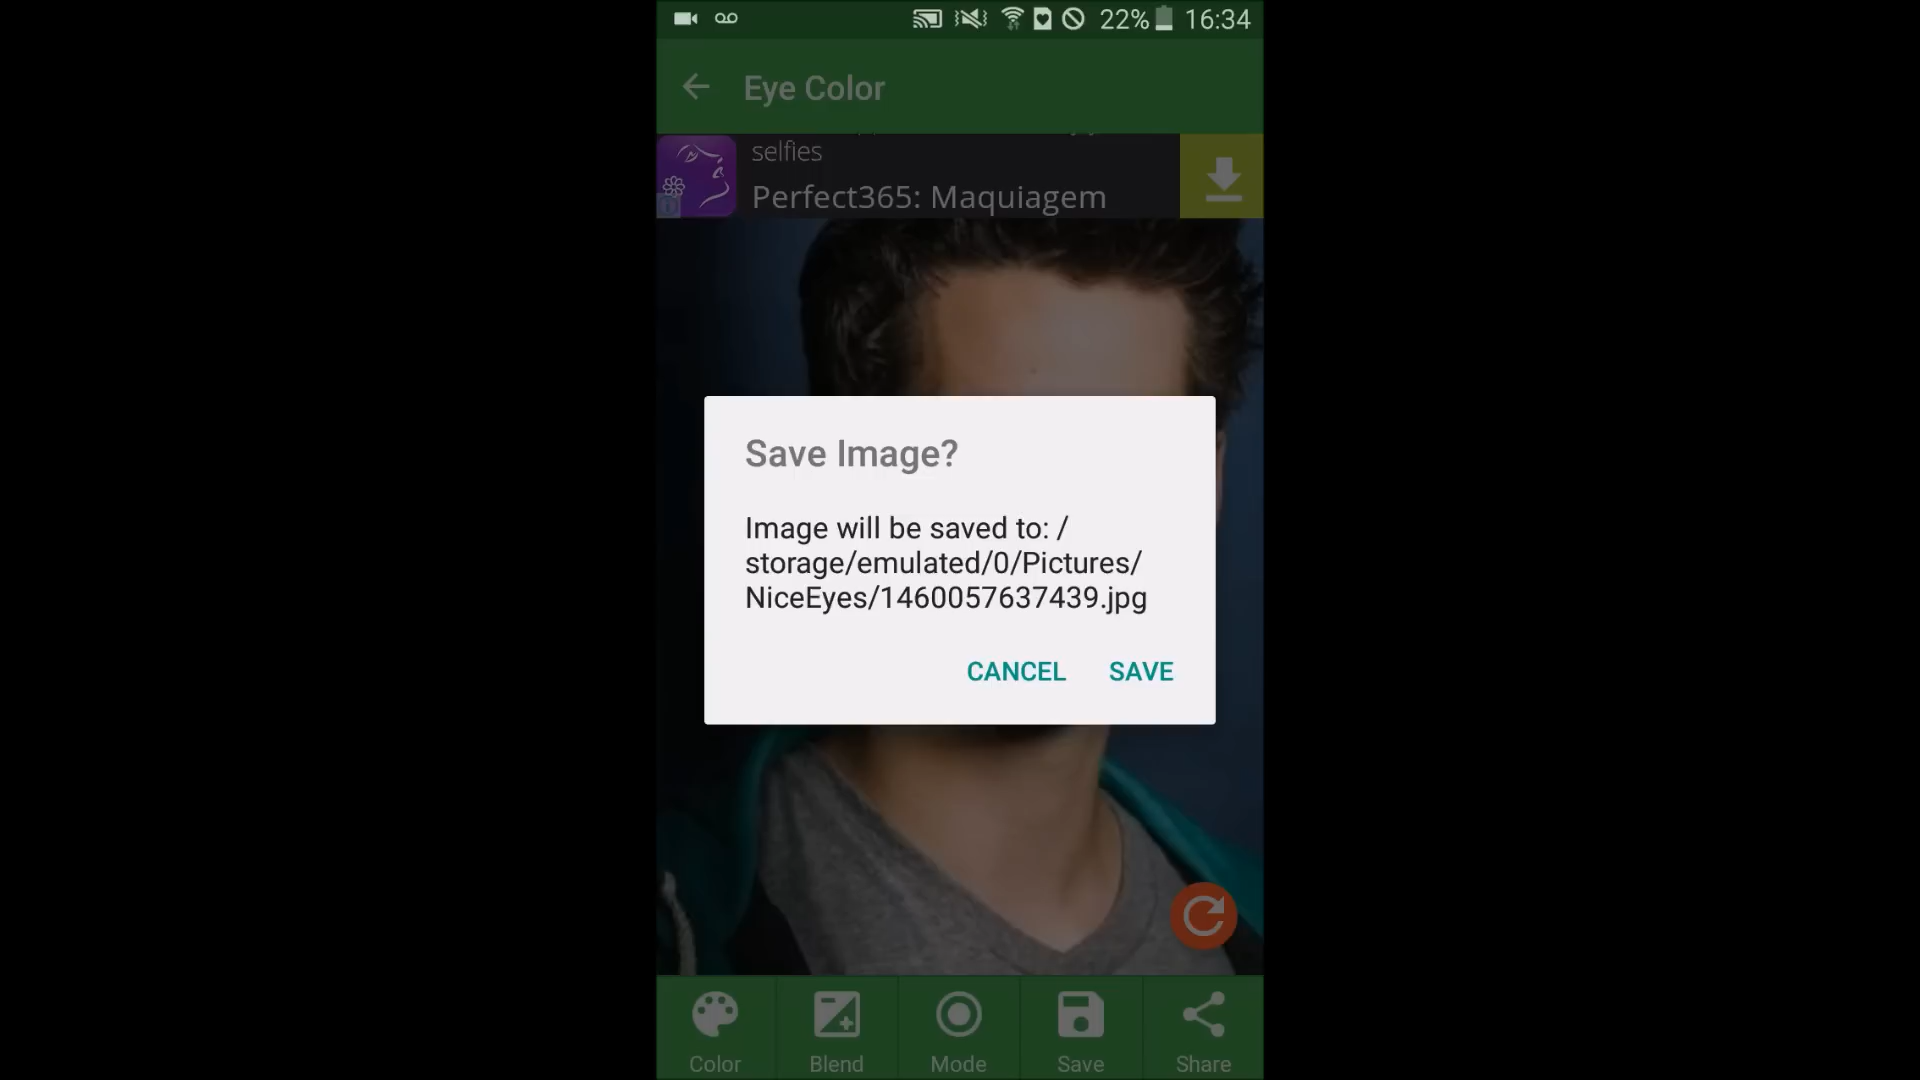 22% 16:34
Eye Color
selfies
Perfect365: Maquiagem
Save Image?
Image will be saved to: /
storage/emulated/0/Pictures/
NiceEyes/1460057637439.jpg
CANCEL SAVE
Color Blend Mode Save Share